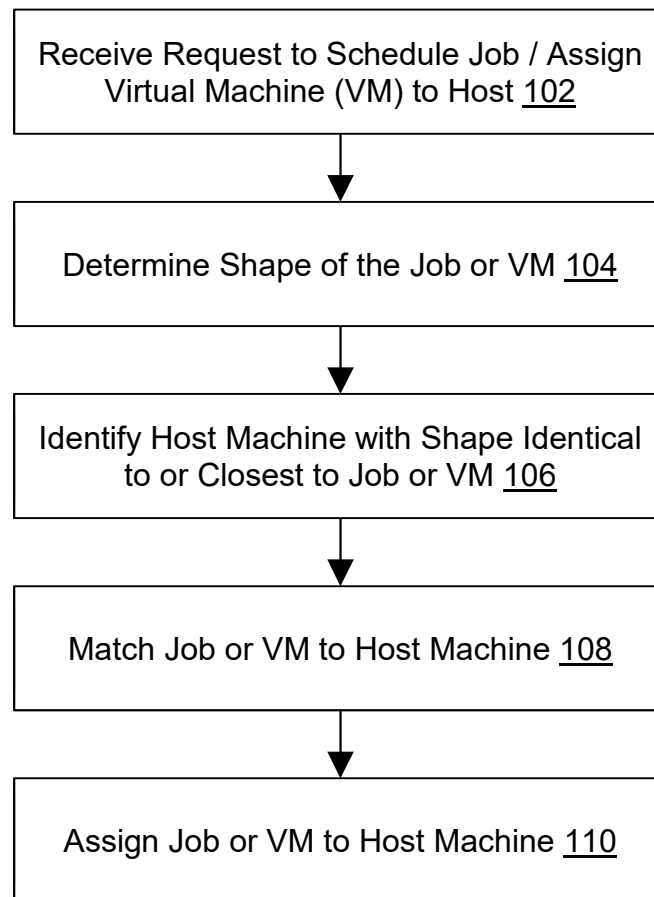 Receive Request to Schedule Job / Assign
Virtual Machine (VM) to Host 102
Determine Shape of the Job or VM 104
Identify Host Machine with Shape Identical
to or Closest to Job or VM 106
Match Job or VM to Host Machine 108
Assign Job or VM to Host Machine 110